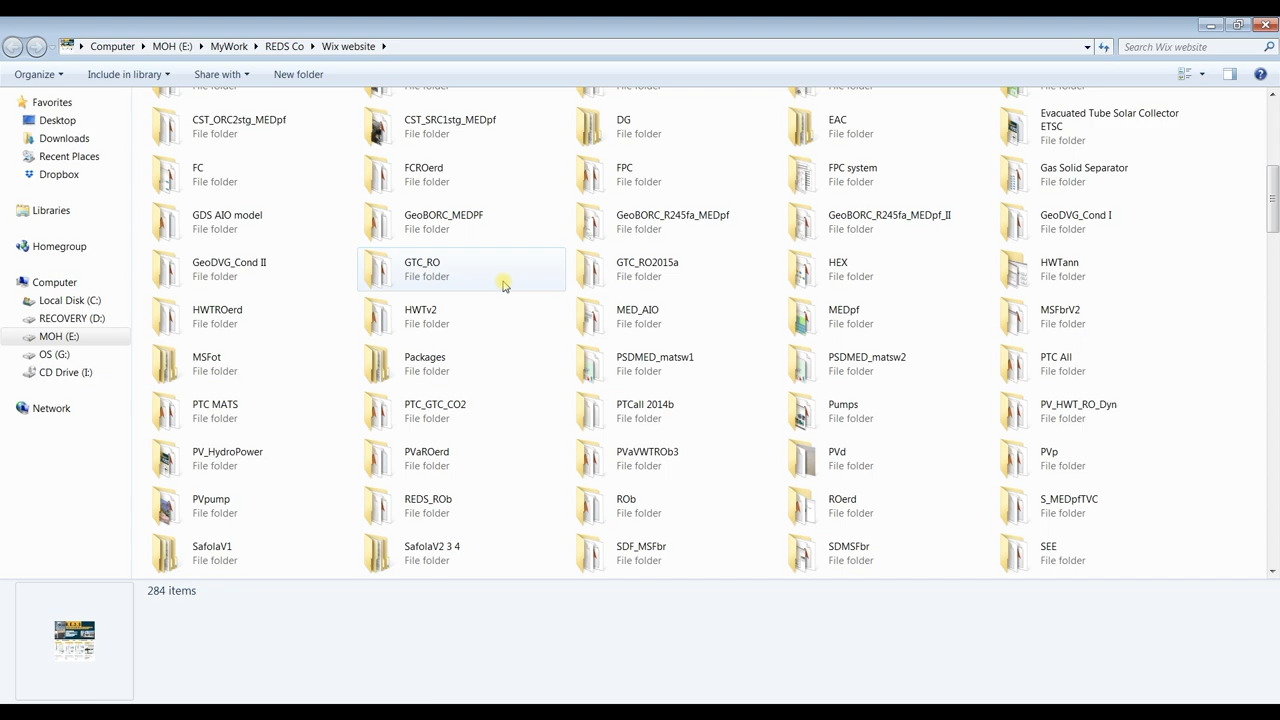 Computer MOH (E:) MyWork REDS Co Wix website
Search Wix website
Organize Include in library Share with New folder
Favorites
Desktop
Downloads
Recent Places
Dropbox
Libraries
Homegroup
Computer
Local Disk (C:)
RECOVERY (D:)
MOH (E:)
OS (G:)
CD Drive (I:)
Network
File folder File folder File folder File folder File folder
CST_ORC2stg_MEDpf
File folder
CST_SRC1stg_MEDpf
File folder
DG
File folder
EAC
File folder
Evacuated Tube Solar Collector
ETSC
File folder
FC
File folder
FCROerd
File folder
FPC
File folder
FPC system
File folder
Gas Solid Separator
File folder
GDS AIO model
File folder
GeoBORC_MEDPF
File folder
GeoBORC_R245fa_MEDpf
File folder
GeoBORC_R245fa_MEDpf_II
File folder
GeoDVG_Cond I
File folder
GeoDVG_Cond II
File folder
GTC_RO
File folder
GTC_RO2015a
File folder
HEX
File folder
HWTann
File folder
HWTROerd
File folder
HWTv2
File folder
MED_AIO
File folder
MEDpf
File folder
MSFbrV2
File folder
MSFot
File folder
Packages
File folder
PSDMED_matsw1
File folder
PSDMED_matsw2
File folder
PTC All
File folder
PTC MATS
File folder
PTC_GTC_CO2
File folder
PTCall 2014b
File folder
Pumps
File folder
PV_HWT_RO_Dyn
File folder
PV_HydroPower
File folder
PVaROerd
File folder
PVaVWTROb3
File folder
PVd
File folder
PVp
File folder
PVpump
File folder
REDS_ROb
File folder
ROb
File folder
ROerd
File folder
S_MEDpfTVC
File folder
SafolaV1
File folder
SafolaV2 3 4
File folder
SDF_MSFbr
File folder
SDMSFbr
File folder
SEE
File folder
284 items